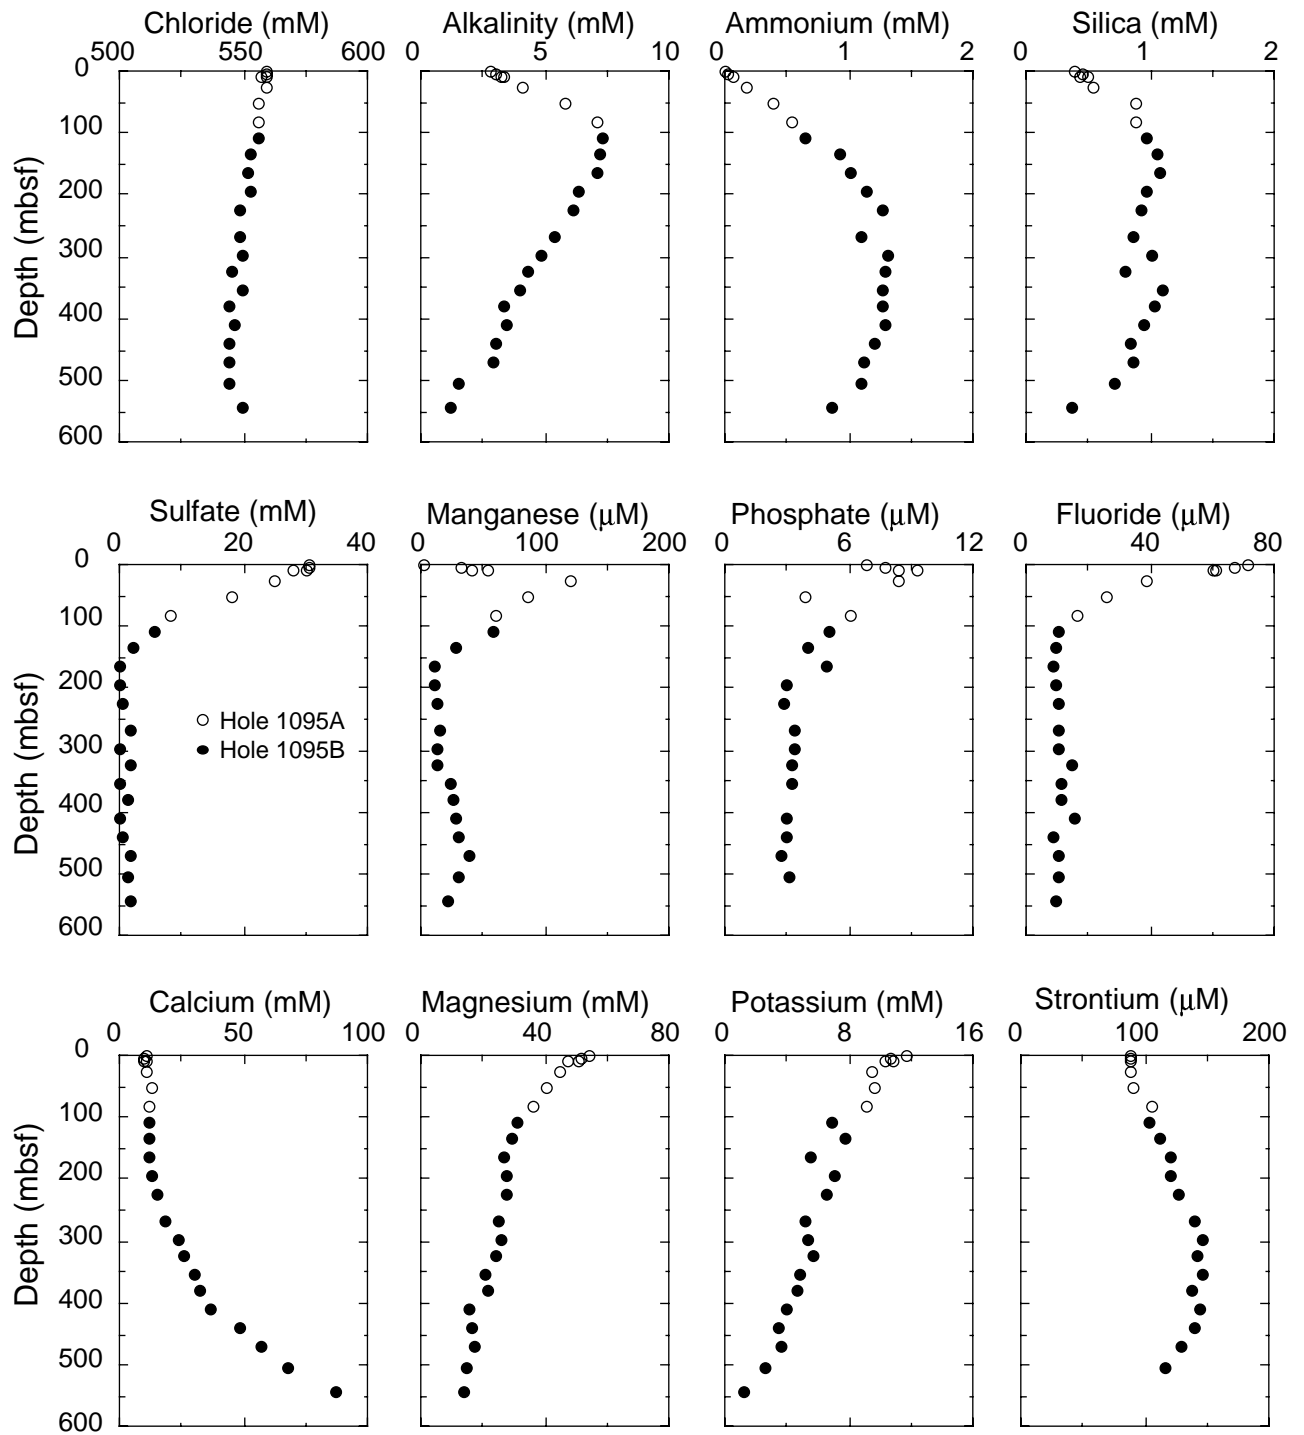 Chloride (mM) Alkalinity (mM) Ammonium (mM) Silica (mM)
500 550 600 0 5 10 0 1 2 0 1 2
0
100
200
300
400
500
600
Depth (mbsf)
Sulfate (mM) Manganese (μM) Phosphate (μM) Fluoride (μM)
0 20 40 0 100 200 0 6 12 0 40 80
0
100
200
300
400
500
600
Depth (mbsf)
Hole 1095A
Hole 1095B
Calcium (mM) Magnesium (mM) Potassium (mM) Strontium (μM)
0 50 100 0 40 80 0 8 16 0 100 200
0
100
200
300
400
500
600
Depth (mbsf)